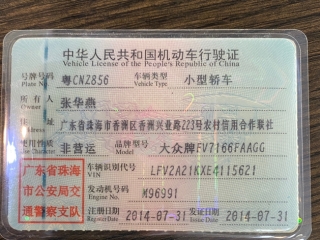 中华人民共和国机动车行驶证
Vehicle License of the People's Republic of China
号牌号码 粤CNZ856 车辆类型 小型轿车
Plate No. Vehicle Type
所有人 张华燕
Owner
住址 广东省珠海市香洲区香洲兴业路223号农村信用合作联社
Address
使用性质 非营运 品牌型号 大众牌FV7166FAAGG
Model
广东省珠海
市公安局交
通警察支队
车辆识别代号 LFV2A21KXE4115621
VIN
发动机号码 M96991
Engine No.
注册日期 2014-07-31 发证日期 2014-07-31
Register Date Issue Date